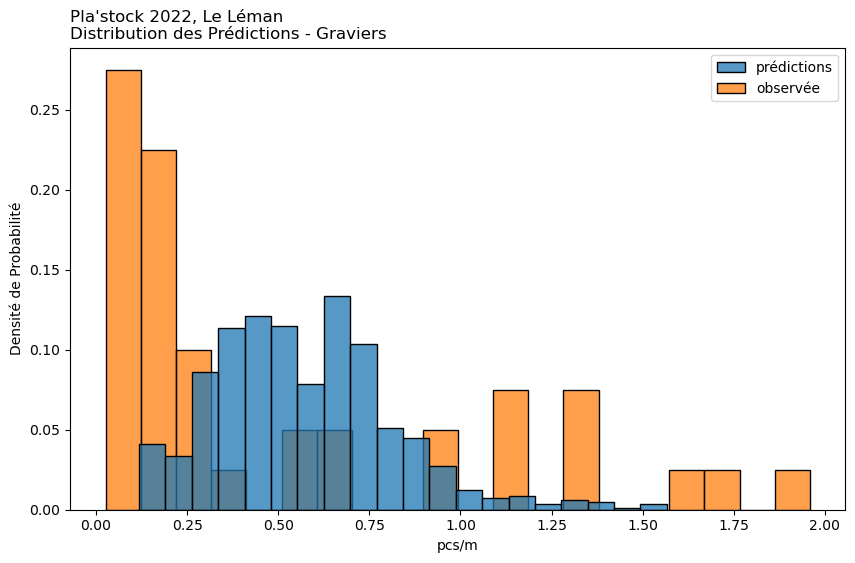 Pla'stock 2022, Le Léman
Distribution des Prédictions - Graviers
prédictions
observée
Densité de Probabilité
0.25
0.20
0.15
0.10
0.05
0.00
0.00 0.25 0.50 0.75 1.00 1.25 1.50 1.75 2.00
pcs/m